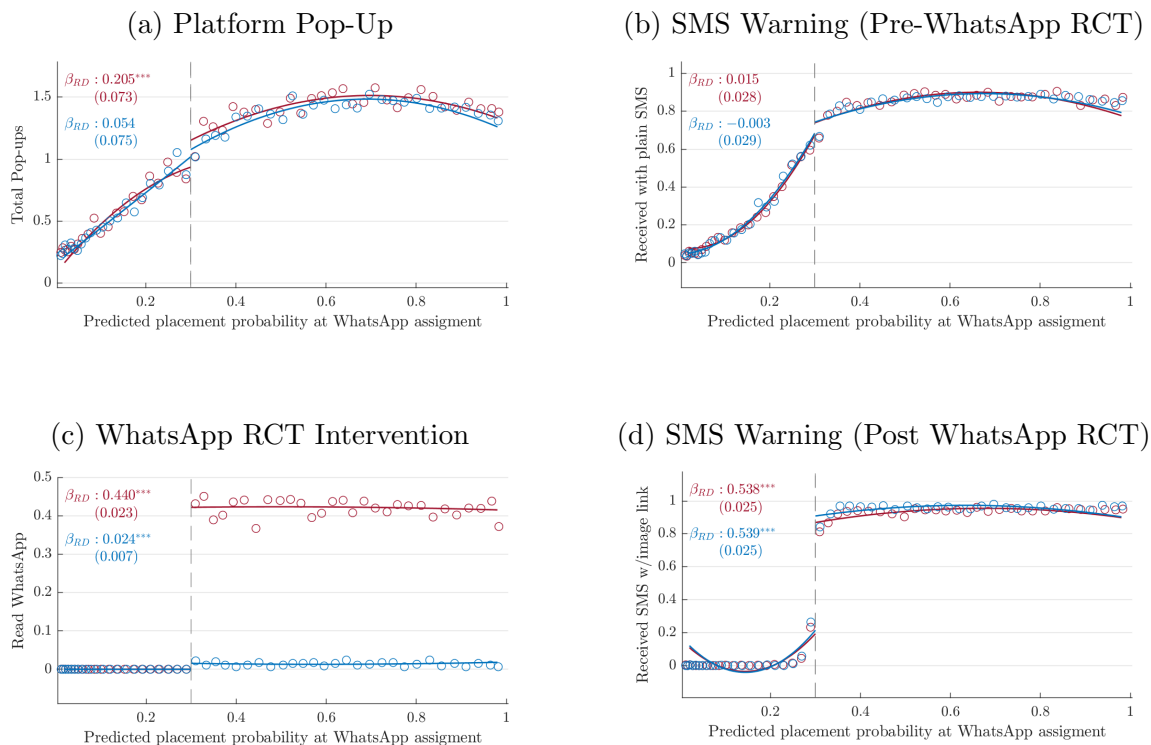 (a) Platform Pop-Up
β_RD : 0.205***
(0.073)
β_RD : 0.054
(0.075)
Total Pop-ups
1.5
1
0.5
0
0.2
0.4
0.6
0.8
1
Predicted placement probability at WhatsApp assigment
(b) SMS Warning (Pre-WhatsApp RCT)
β_RD : 0.015
(0.028)
β_RD : −0.003
(0.029)
Received with plain SMS
1
0.8
0.6
0.4
0.2
0
0.2
0.4
0.6
0.8
1
Predicted placement probability at WhatsApp assigment
(c) WhatsApp RCT Intervention
β_RD : 0.440***
(0.023)
β_RD : 0.024***
(0.007)
Read WhatsApp
0.5
0.4
0.3
0.2
0.1
0
0.2
0.4
0.6
0.8
1
Predicted placement probability at WhatsApp assigment
(d) SMS Warning (Post WhatsApp RCT)
β_RD : 0.538***
(0.025)
β_RD : 0.539***
(0.025)
Received SMS w/image link
1
0.8
0.6
0.4
0.2
0
0.2
0.4
0.6
0.8
1
Predicted placement probability at WhatsApp assigment